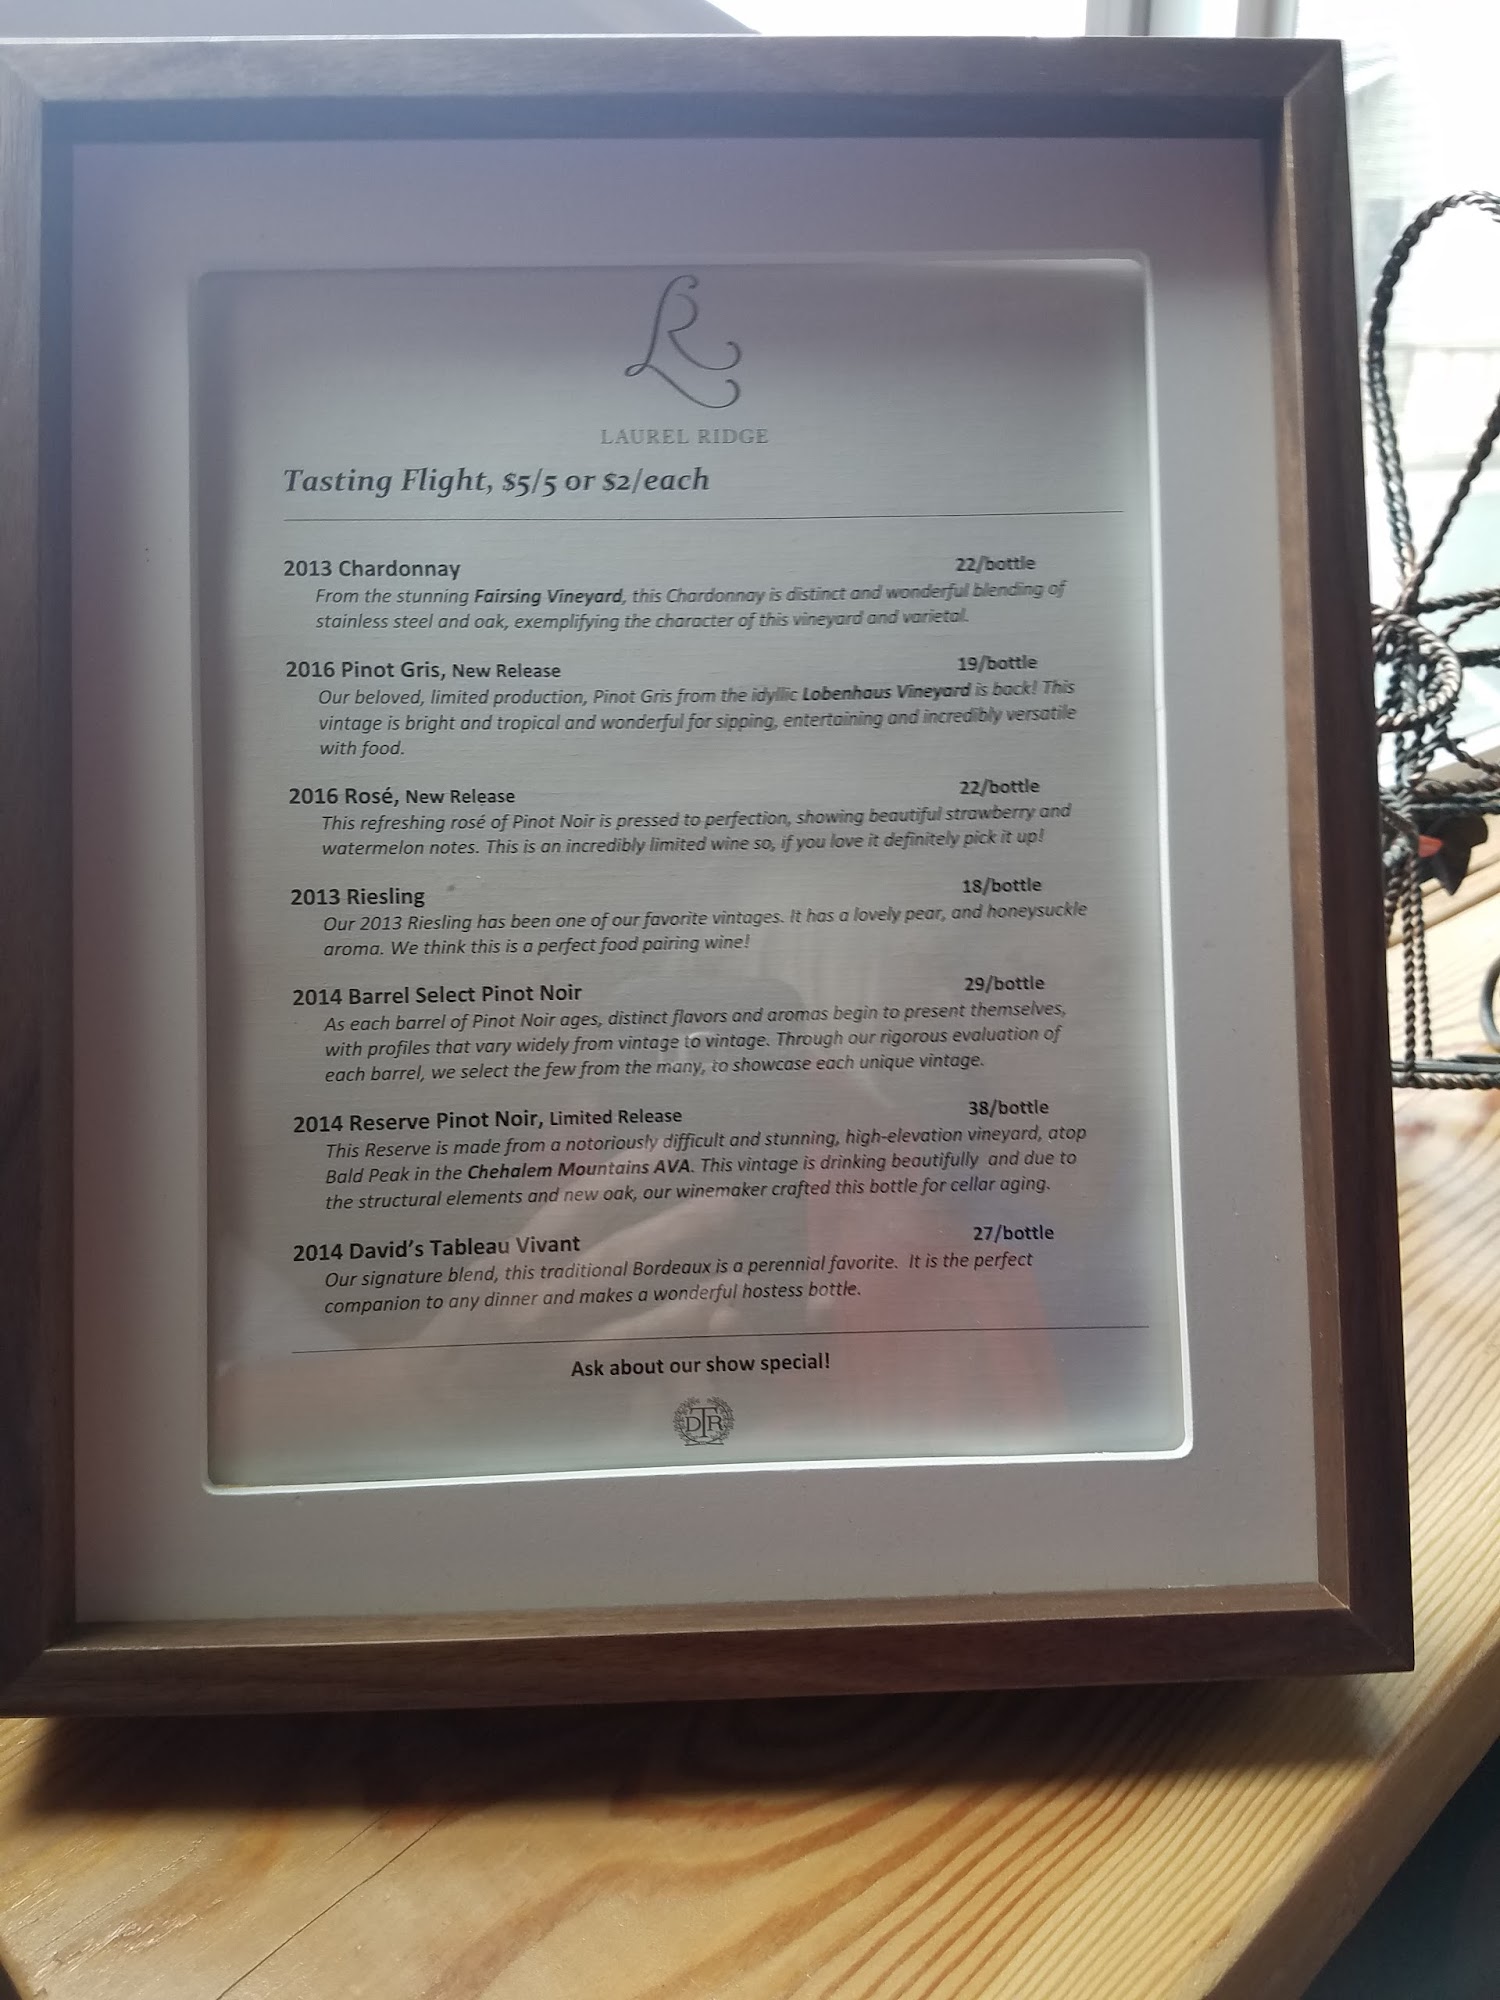 LR
LAUREL RIDGE
Tasting Flight, $5/5 or $2/each
2013 Chardonnay 22/bottle
From the stunning Fairsing Vineyard, this Chardonnay is distinct and wonderful blending of
stainless steel and oak, exemplifying the character of this vineyard and varietal.
2016 Pinot Gris, New Release 19/bottle
Our beloved, limited production, Pinot Gris from the idyllic Lobenhaus Vineyard is back! This
vintage is bright and tropical and wonderful for sipping, entertaining and incredibly versatile
with food.
2016 Rosé, New Release 22/bottle
This refreshing rosé of Pinot Noir is pressed to perfection, showing beautiful strawberry and
watermelon notes. This is an incredibly limited wine so, if you love it definitely pick it up!
2013 Riesling 18/bottle
Our 2013 Riesling has been one of our favorite vintages. It has a lovely pear, and honeysuckle
aroma. We think this is a perfect food pairing wine!
2014 Barrel Select Pinot Noir 29/bottle
As each barrel of Pinot Noir ages, distinct flavors and aromas begin to present themselves,
with profiles that vary widely from vintage to vintage. Through our rigorous evaluation of
each barrel, we select the few from the many, to showcase each unique vintage.
2014 Reserve Pinot Noir, Limited Release 38/bottle
This Reserve is made from a notoriously difficult and stunning, high-elevation vineyard, atop
Bald Peak in the Chehalem Mountains AVA. This vintage is drinking beautifully and due to
the structural elements and new oak, our winemaker crafted this bottle for cellar aging.
2014 David's Tableau Vivant 27/bottle
Our signature blend, this traditional Bordeaux is a perennial favorite. It is the perfect
companion to any dinner and makes a wonderful hostess bottle.
Ask about our show special!
DTR